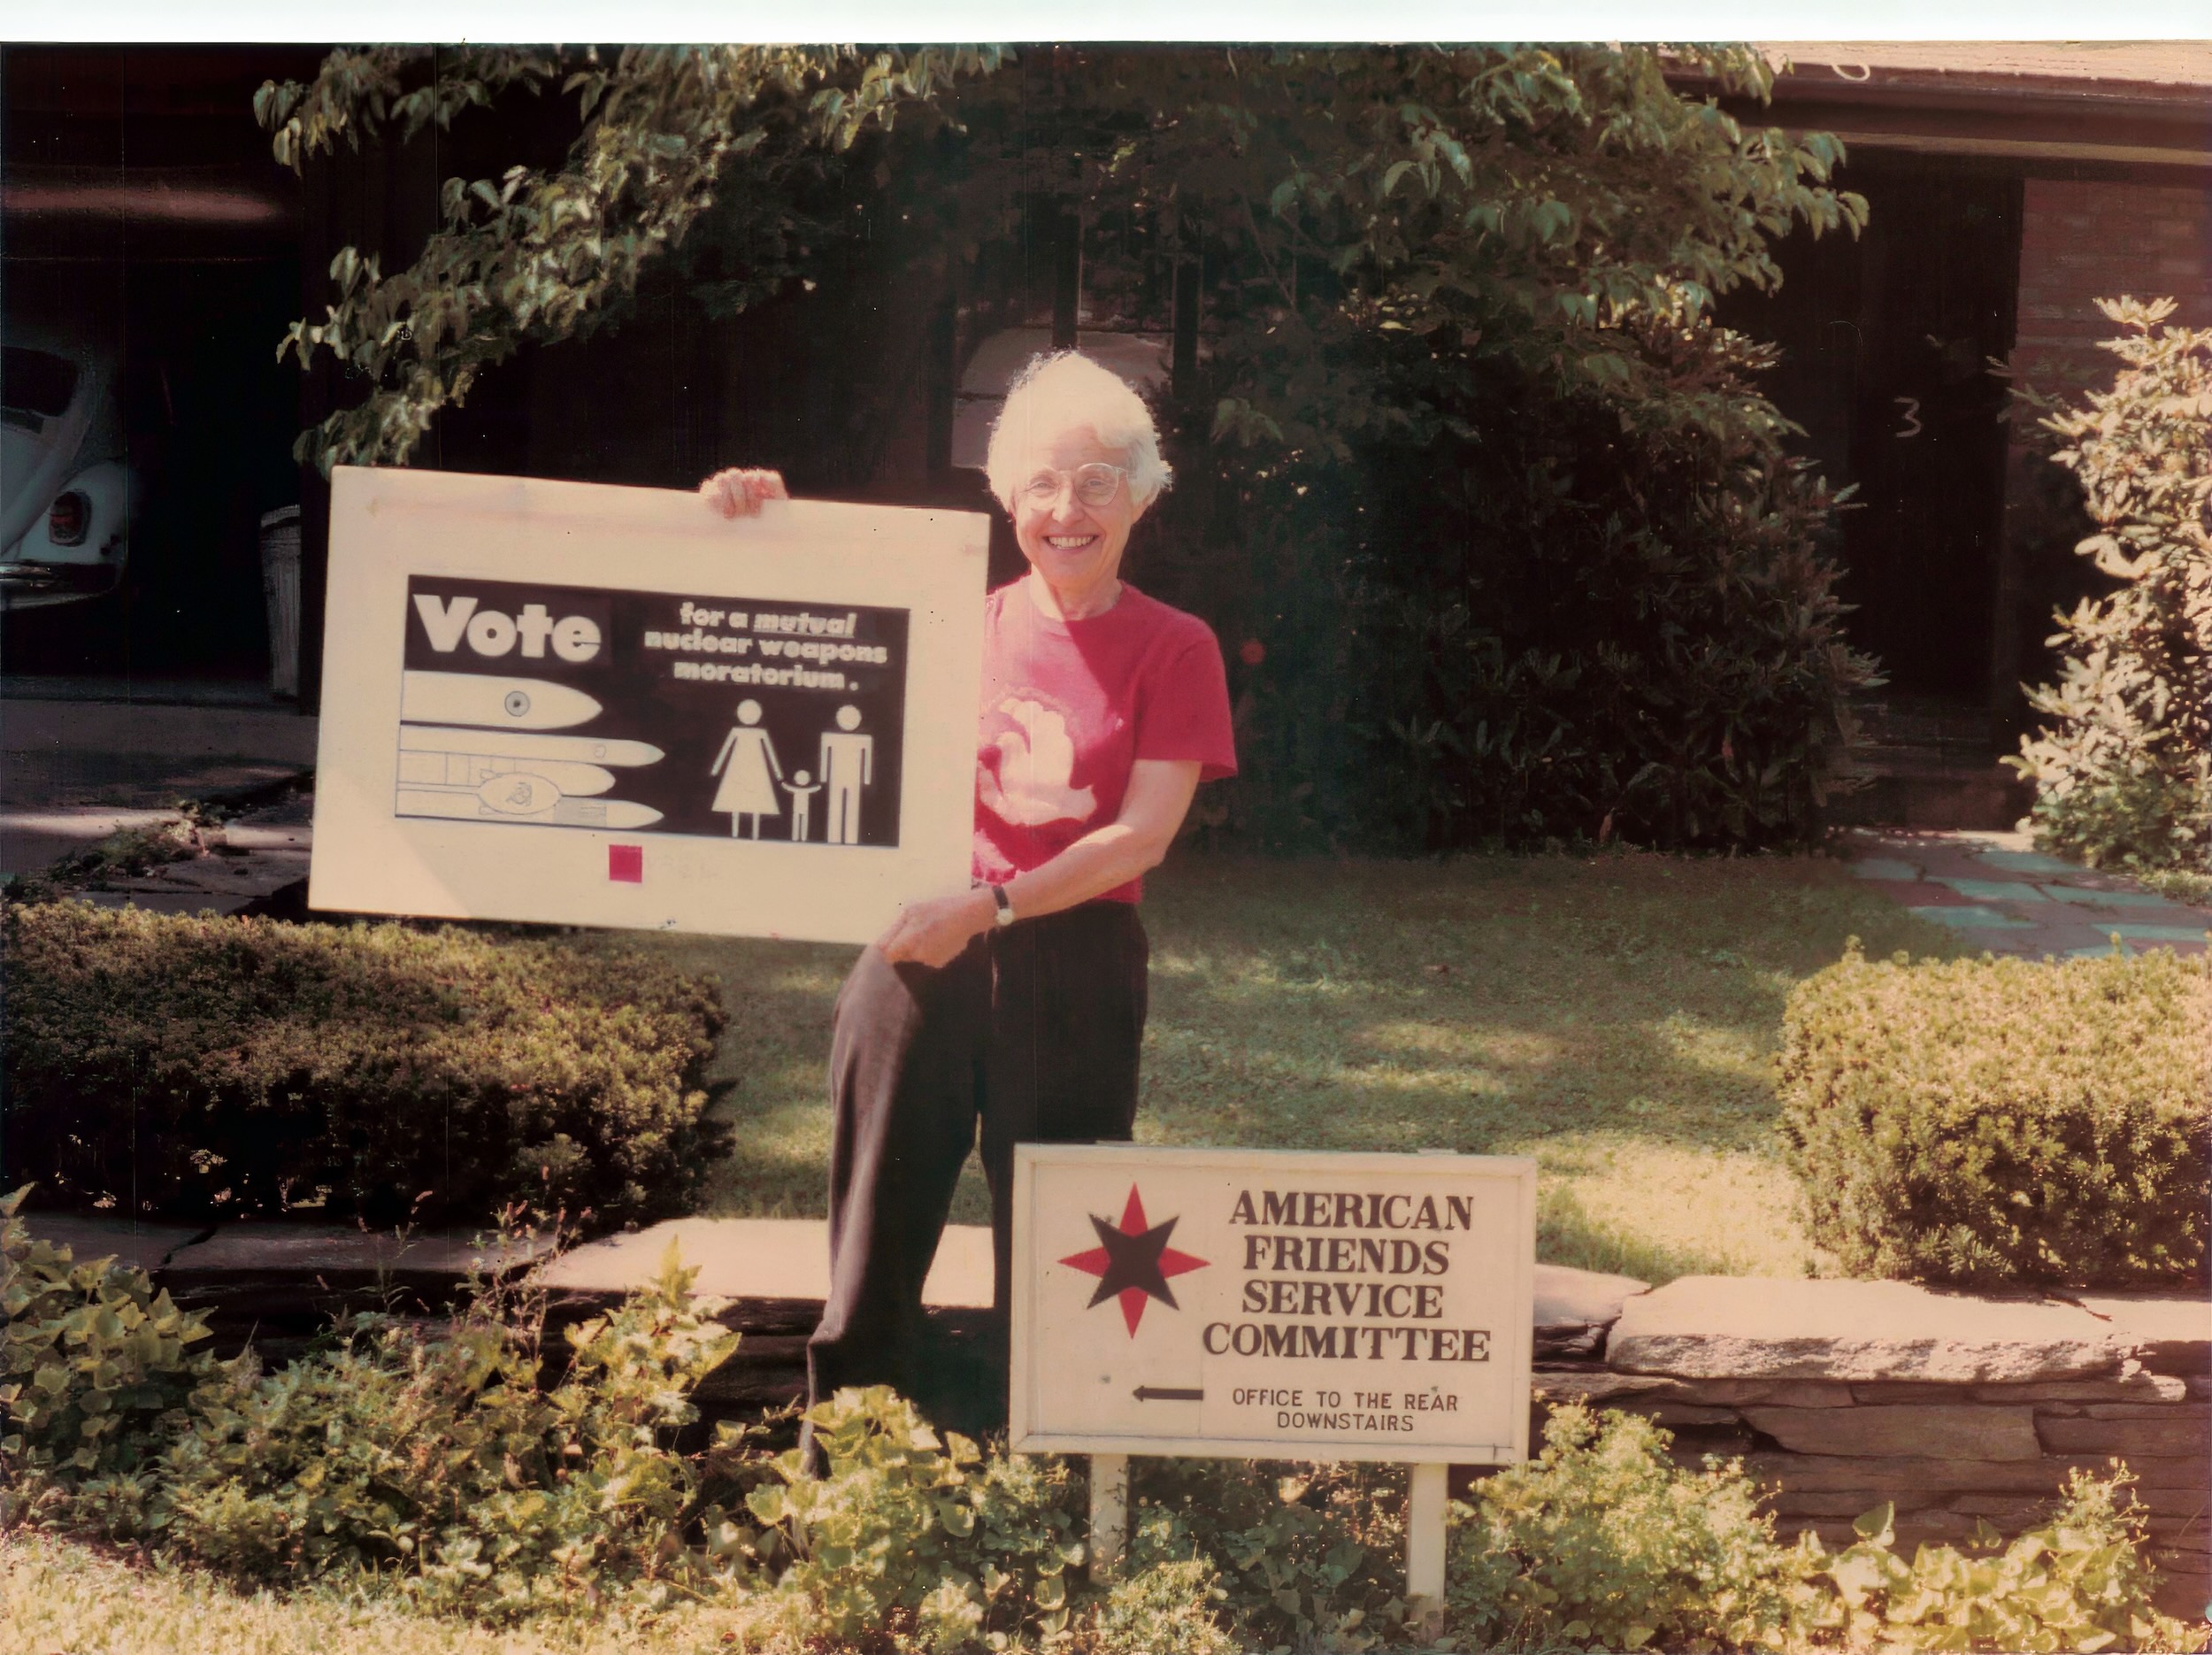 Vote
for a mutual
nuclear weapons
moratorium.
3
AMERICAN
FRIENDS
SERVICE
COMMITTEE
OFFICE TO THE REAR
DOWNSTAIRS